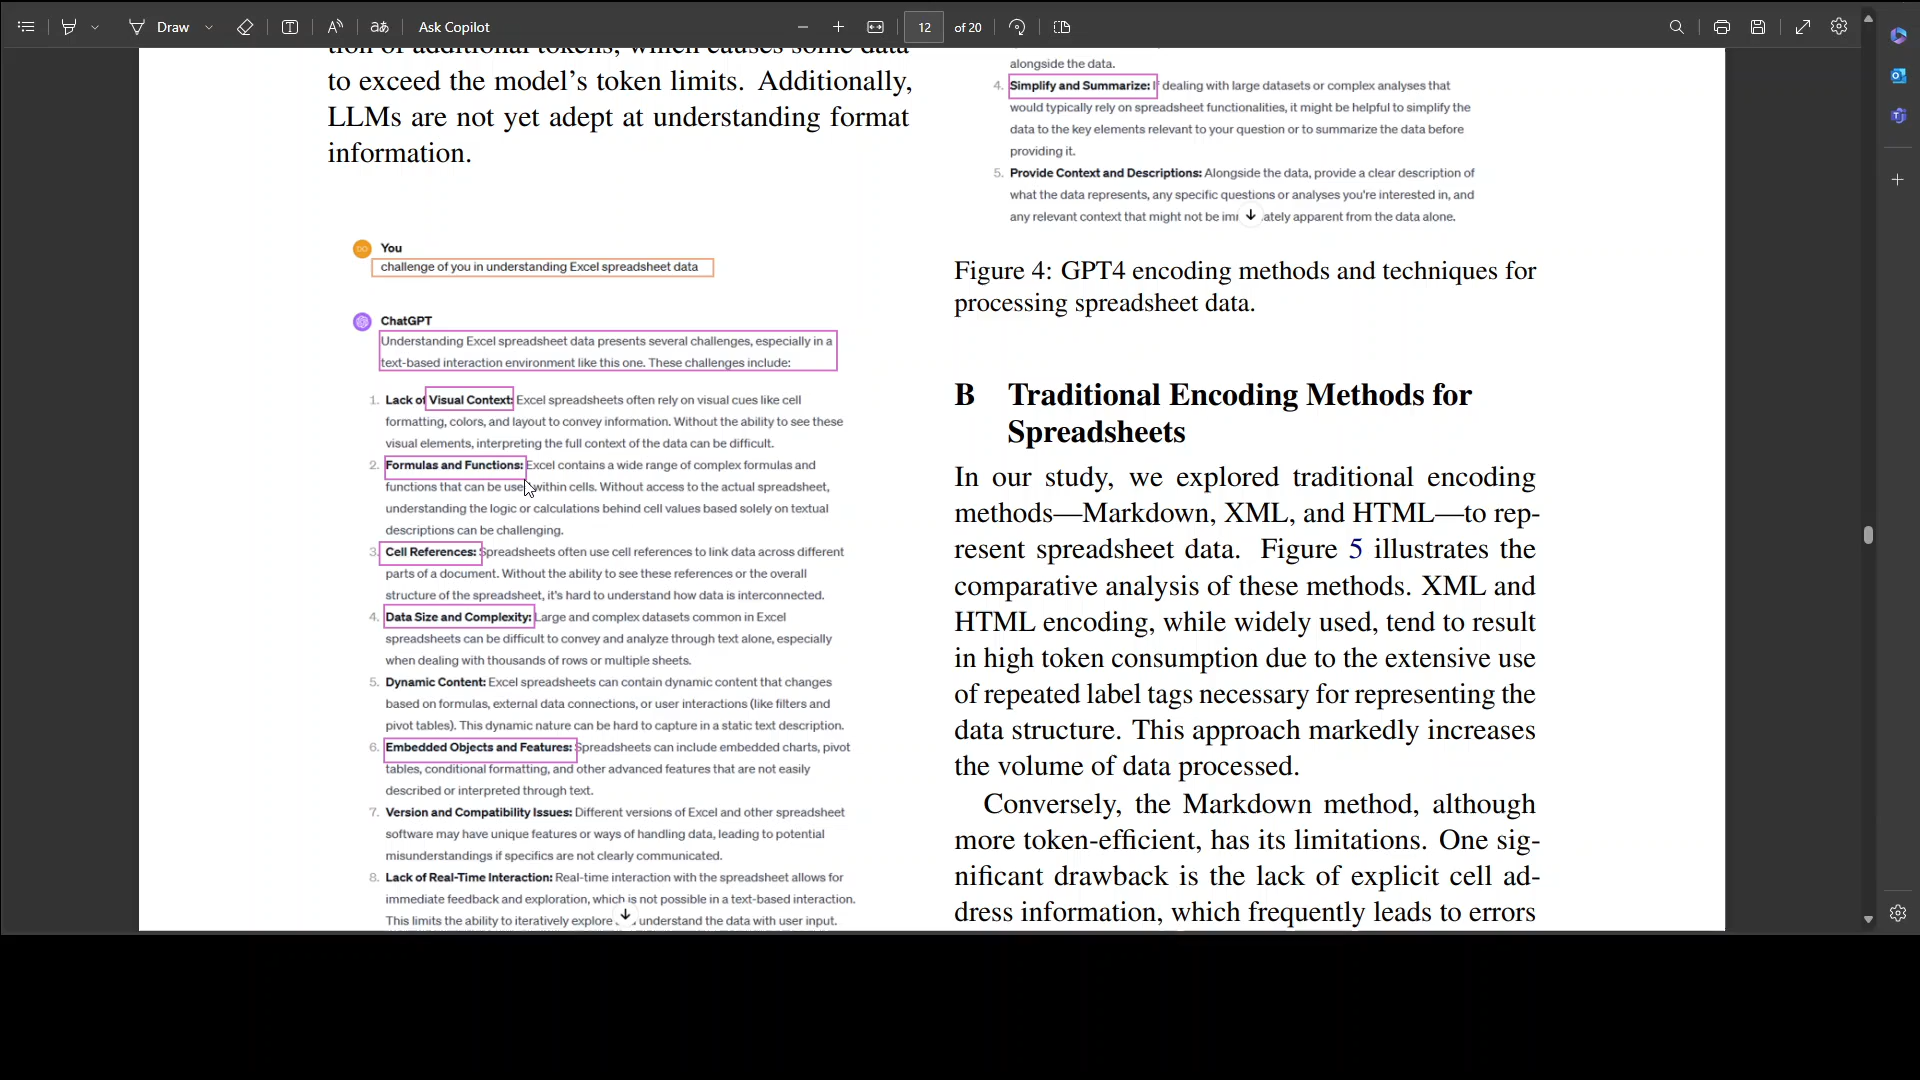 Draw
Ask Copilot
12 of 20
tion of additional tokens, which causes some data
to exceed the model's token limits. Additionally,
LLMs are not yet adept at understanding format
information.
You
challenge of you in understanding Excel spreadsheet data
ChatGPT
Understanding Excel spreadsheet data presents several challenges, especially in a
text-based interaction environment like this one. These challenges include:
1. Lack of Visual Context: Excel spreadsheets often rely on visual cues like cell
formatting, colors, and layout to convey information. Without the ability to see these
visual elements, interpreting the full context of the data can be difficult.
2. Formulas and Functions: Excel contains a wide range of complex formulas and
functions that can be used within cells. Without access to the actual spreadsheet,
understanding the logic or calculations behind cell values based solely on textual
descriptions can be challenging.
3. Cell References: Spreadsheets often use cell references to link data across different
parts of a document. Without the ability to see these references or the overall
structure of the spreadsheet, it's hard to understand how data is interconnected.
4. Data Size and Complexity: Large and complex datasets common in Excel
spreadsheets can be difficult to convey and analyze through text alone, especially
when dealing with thousands of rows or multiple sheets.
5. Dynamic Content: Excel spreadsheets can contain dynamic content that changes
based on formulas, external data connections, or user interactions (like filters and
pivot tables). This dynamic nature can be hard to capture in a static text description.
6. Embedded Objects and Features: Spreadsheets can include embedded charts, pivot
tables, conditional formatting, and other advanced features that are not easily
described or interpreted through text.
7. Version and Compatibility Issues: Different versions of Excel and other spreadsheet
software may have unique features or ways of handling data, leading to potential
misunderstandings if specifics are not clearly communicated.
8. Lack of Real-Time Interaction: Real-time interaction with the spreadsheet allows for
immediate feedback and exploration, which is not possible in a text-based interaction.
This limits the ability to iteratively explore understand the data with user input.
alongside the data.
4. Simplify and Summarize: If dealing with large datasets or complex analyses that
would typically rely on spreadsheet functionalities, it might be helpful to simplify the
data to the key elements relevant to your question or to summarize the data before
providing it.
5. Provide Context and Descriptions: Alongside the data, provide a clear description of
what the data represents, any specific questions or analyses you're interested in, and
any relevant context that might not be immediately apparent from the data alone.
Figure 4: GPT4 encoding methods and techniques for
processing spreadsheet data.
B Traditional Encoding Methods for
Spreadsheets
In our study, we explored traditional encoding
methods—Markdown, XML, and HTML—to rep-
resent spreadsheet data. Figure 5 illustrates the
comparative analysis of these methods. XML and
HTML encoding, while widely used, tend to result
in high token consumption due to the extensive use
of repeated label tags necessary for representing the
data structure. This approach markedly increases
the volume of data processed.
Conversely, the Markdown method, although
more token-efficient, has its limitations. One sig-
nificant drawback is the lack of explicit cell ad-
dress information, which frequently leads to errors